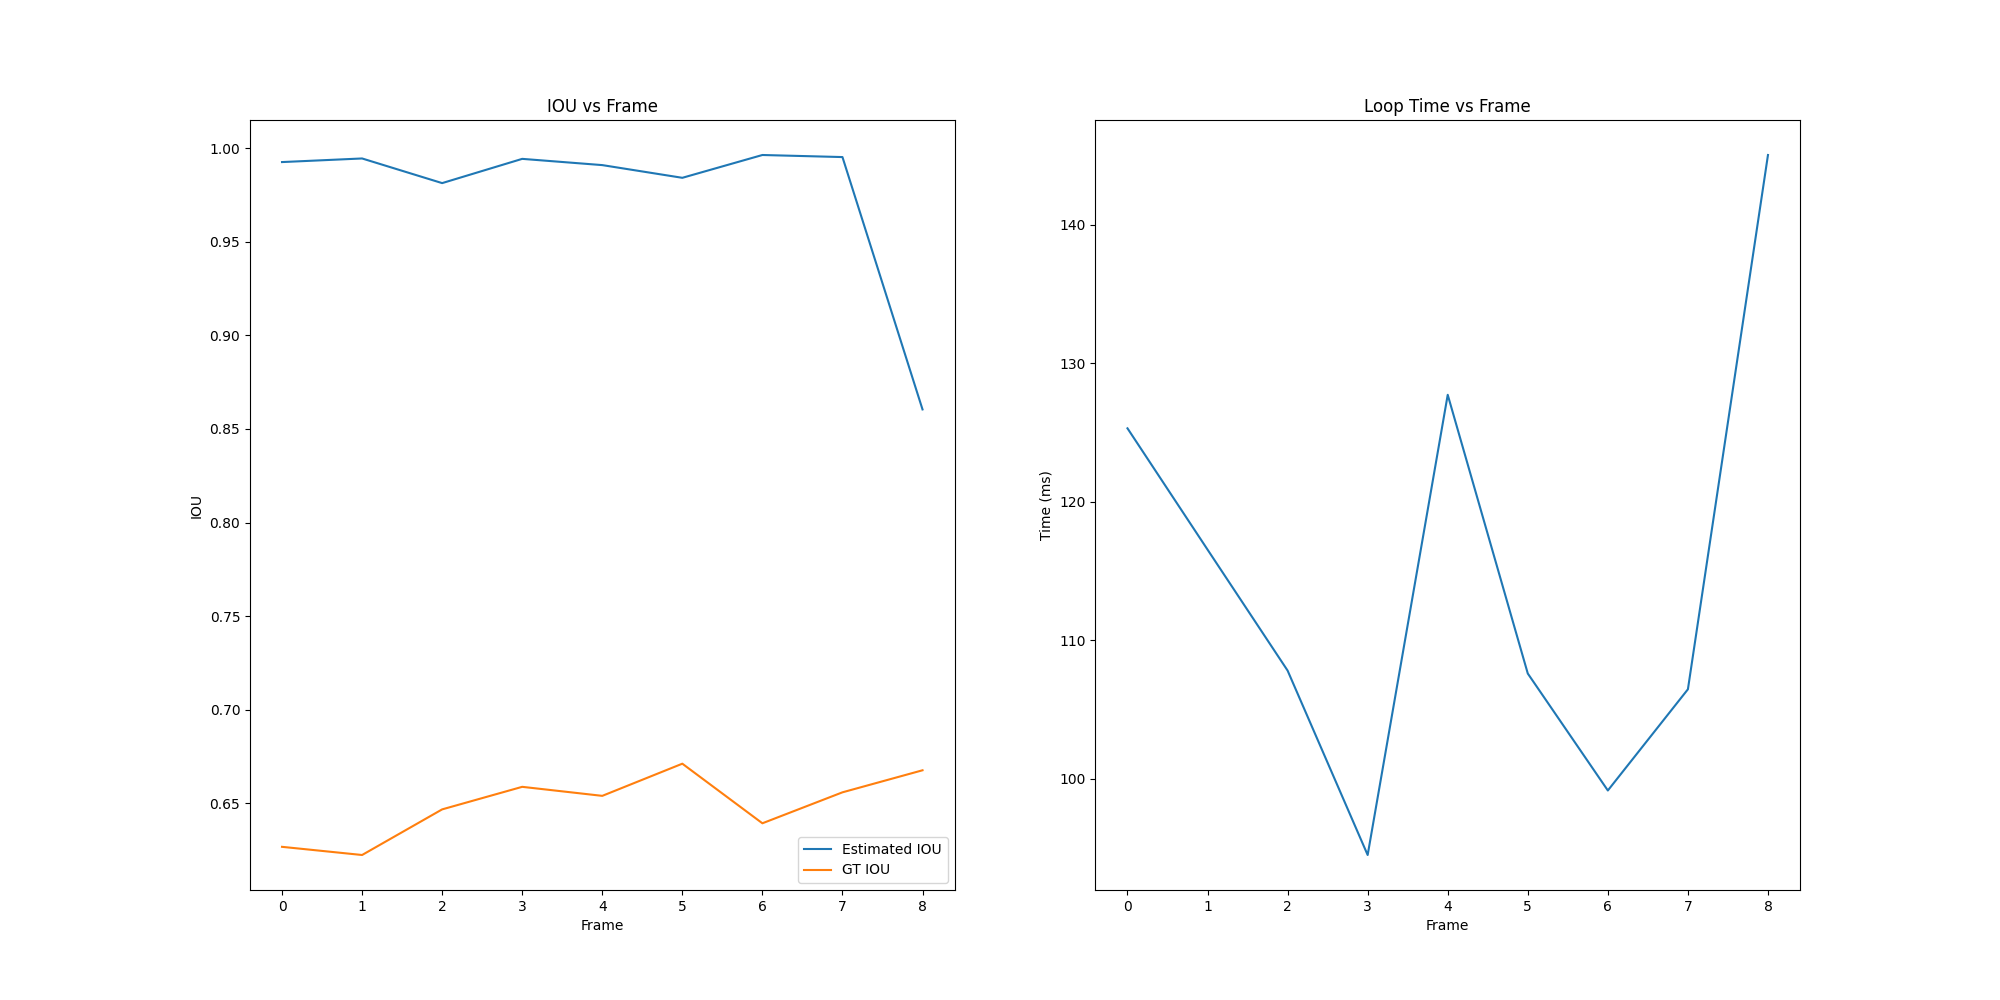 IOU vs Frame
1.00
0.95
0.90
0.85
0.80
0.75
0.70
0.65
IOU
Estimated IOU
GT IOU
0 1 2 3 4 5 6 7 8
Frame
Loop Time vs Frame
140
130
120
110
100
Time (ms)
0 1 2 3 4 5 6 7 8
Frame